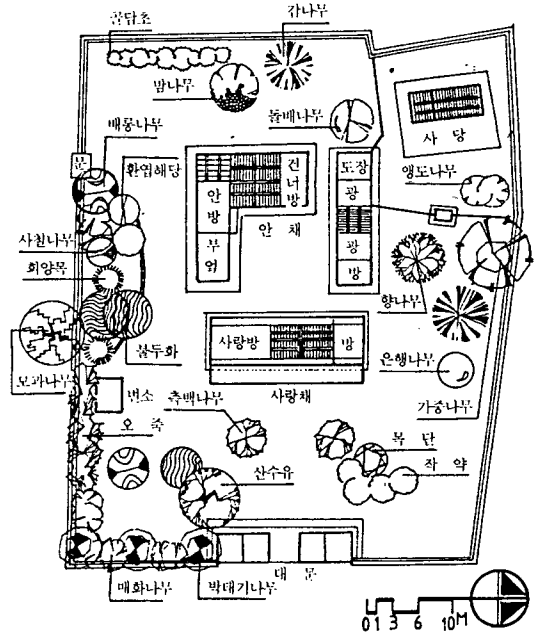 골담초
감나무
밤나무
돌배나무
배롱나무
문
환엽해당
안방
건너방
부엌
안채
도장
광
광
방
사당
앵도나무
사철나무
회양목
향나무
모과나무
불두화
사랑방
방
사랑채
은행나무
변소
측백나무
가중나무
오죽
목단
작약
산수유
대문
매화나무
박태기나무
0 1 3 6 10M